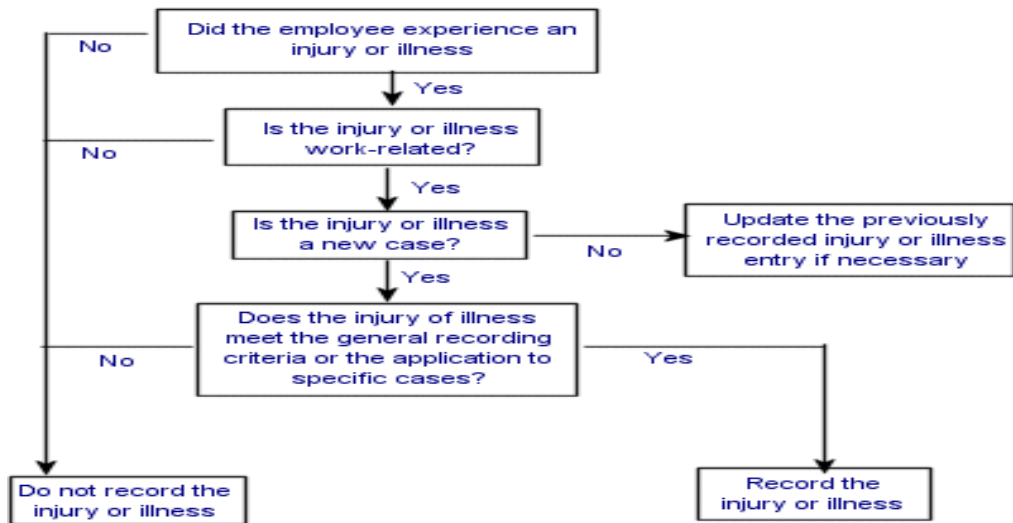 Did the employee experience an
injury or illness
No
Yes
Is the injury or illness
work-related?
No
Yes
Is the injury or illness
a new case?
No
Update the previously
recorded injury or illness
entry if necessary
Yes
Does the injury of illness
meet the general recording
criteria or the application to
specific cases?
No
Yes
Do not record the
injury or illness
Record the
injury or illness